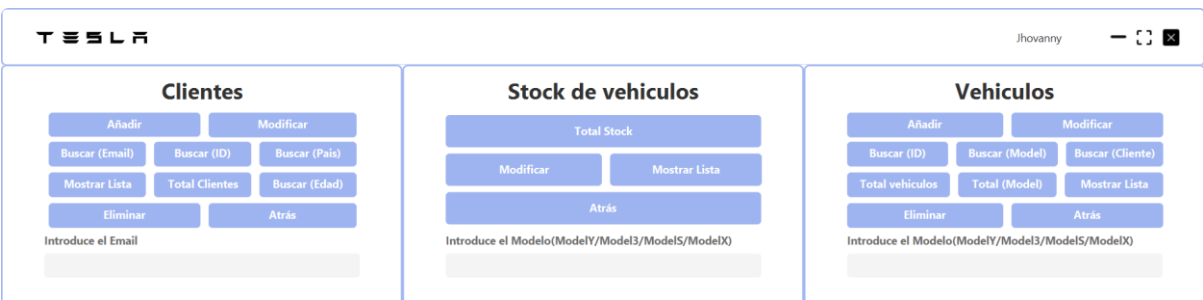 TESLA
Jhovanny
Clientes
Añadir Modificar
Buscar (Email) Buscar (ID) Buscar (Pais)
Mostrar Lista Total Clientes Buscar (Edad)
Eliminar Atrás
Introduce el Email
Stock de vehiculos
Total Stock
Modificar Mostrar Lista
Atrás
Introduce el Modelo(ModelY/Model3/ModelS/ModelX)
Vehiculos
Añadir Modificar
Buscar (ID) Buscar (Model) Buscar (Cliente)
Total vehiculos Total (Model) Mostrar Lista
Eliminar Atrás
Introduce el Modelo(ModelY/Model3/ModelS/ModelX)